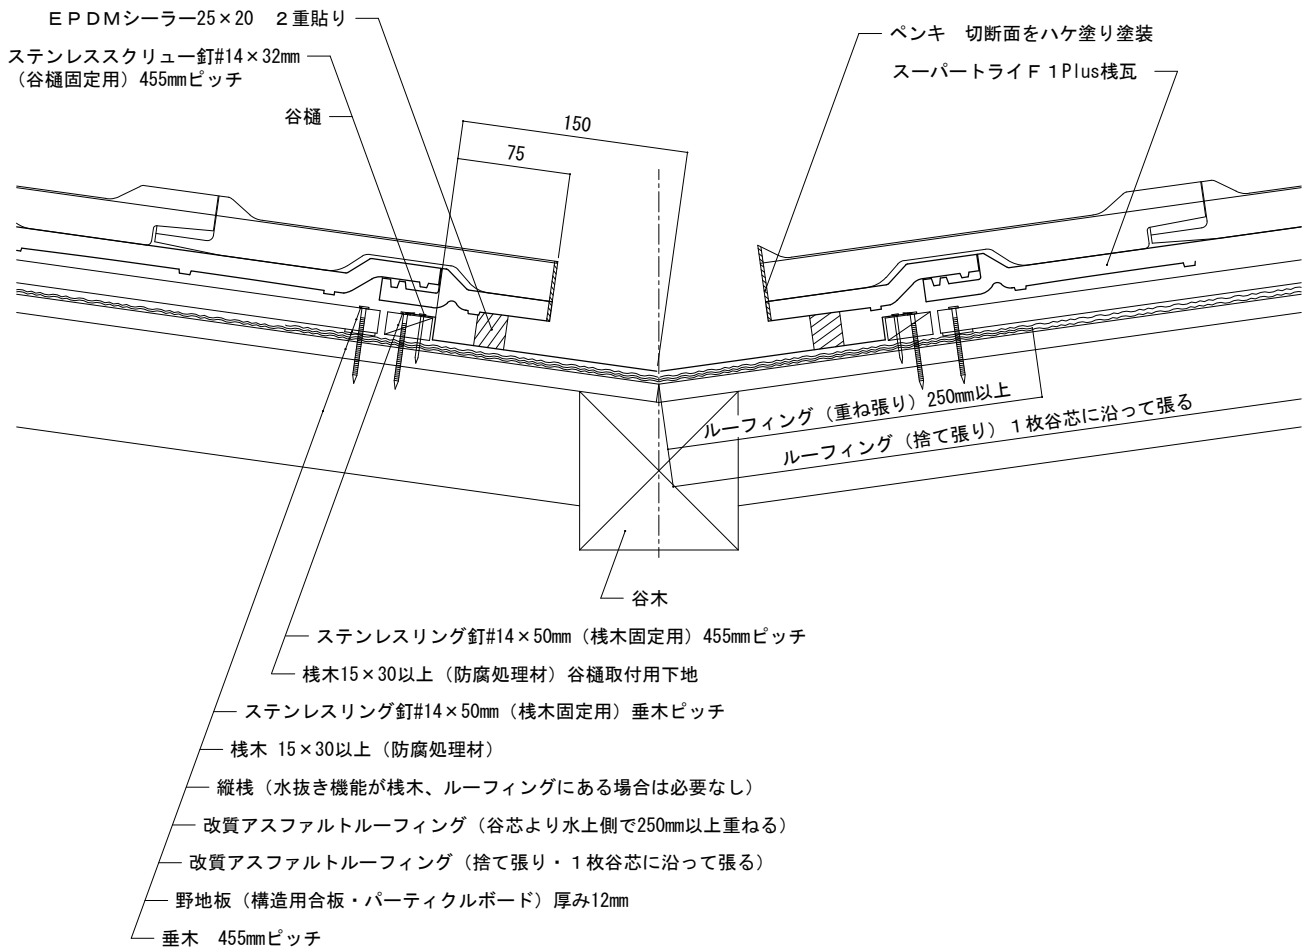 ＥＰＤＭシーラー25×20　２重貼り
ステンレススクリュー釘#14×32mm
（谷樋固定用）455mmピッチ
谷樋
150
75
ペンキ　切断面をハケ塗り塗装
スーパートライＦ１Plus桟瓦
ルーフィング（重ね張り）250mm以上
ルーフィング（捨て張り）１枚谷芯に沿って張る
谷木
ステンレスリング釘#14×50mm（桟木固定用）455mmピッチ
桟木15×30以上（防腐処理材）谷樋取付用下地
ステンレスリング釘#14×50mm（桟木固定用）垂木ピッチ
桟木 15×30以上（防腐処理材）
縦桟（水抜き機能が桟木、ルーフィングにある場合は必要なし）
改質アスファルトルーフィング（谷芯より水上側で250mm以上重ねる）
改質アスファルトルーフィング（捨て張り・１枚谷芯に沿って張る）
野地板（構造用合板・パーティクルボード）厚み12mm
垂木　455mmピッチ